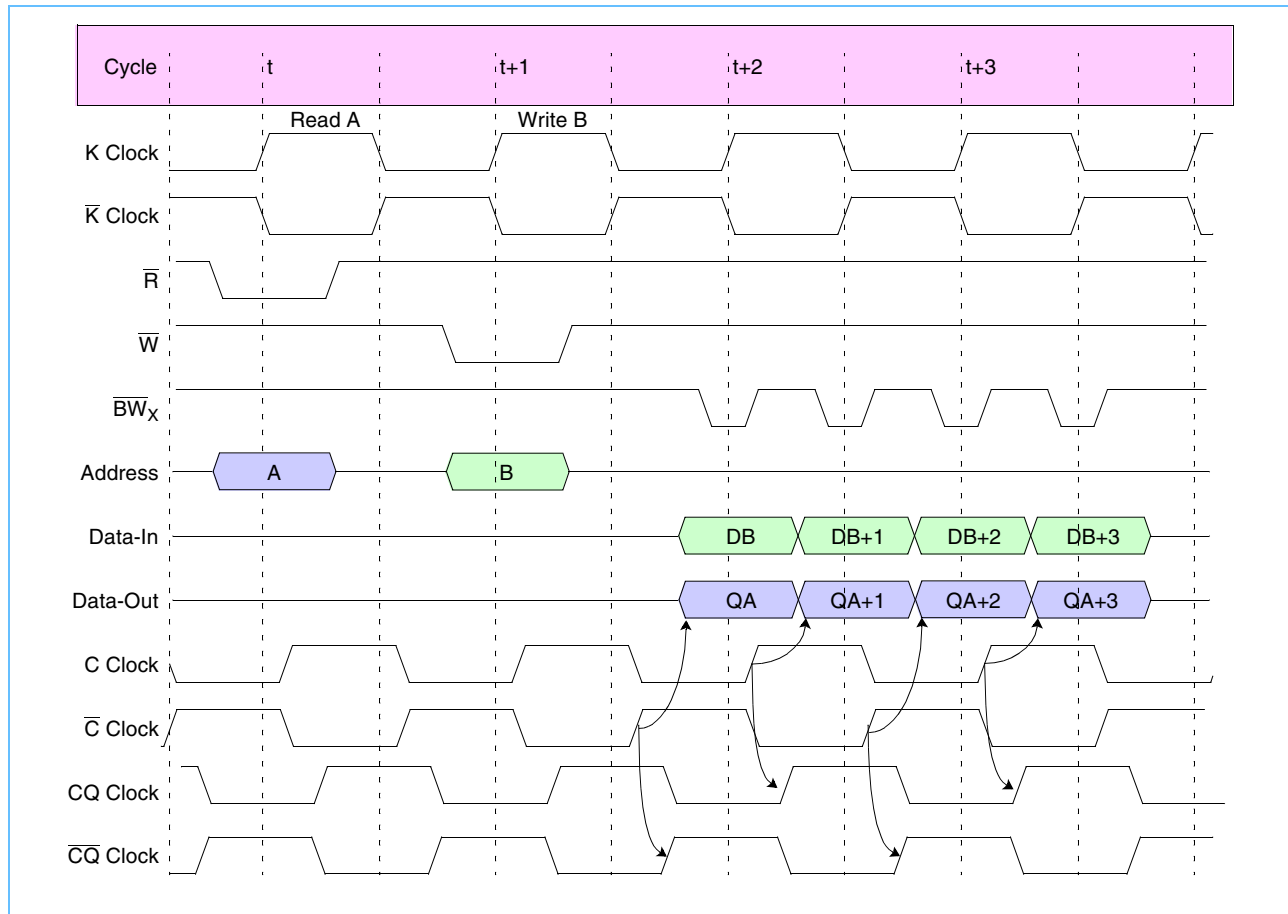 Cycle t t+1 t+2 t+3
Read A Write B
K Clock
K̅ Clock
R̅
W̅
B̅W̅X
Address A B
Data-In DB DB+1 DB+2 DB+3
Data-Out QA QA+1 QA+2 QA+3
C Clock
C̅ Clock
CQ Clock
C̅Q̅ Clock